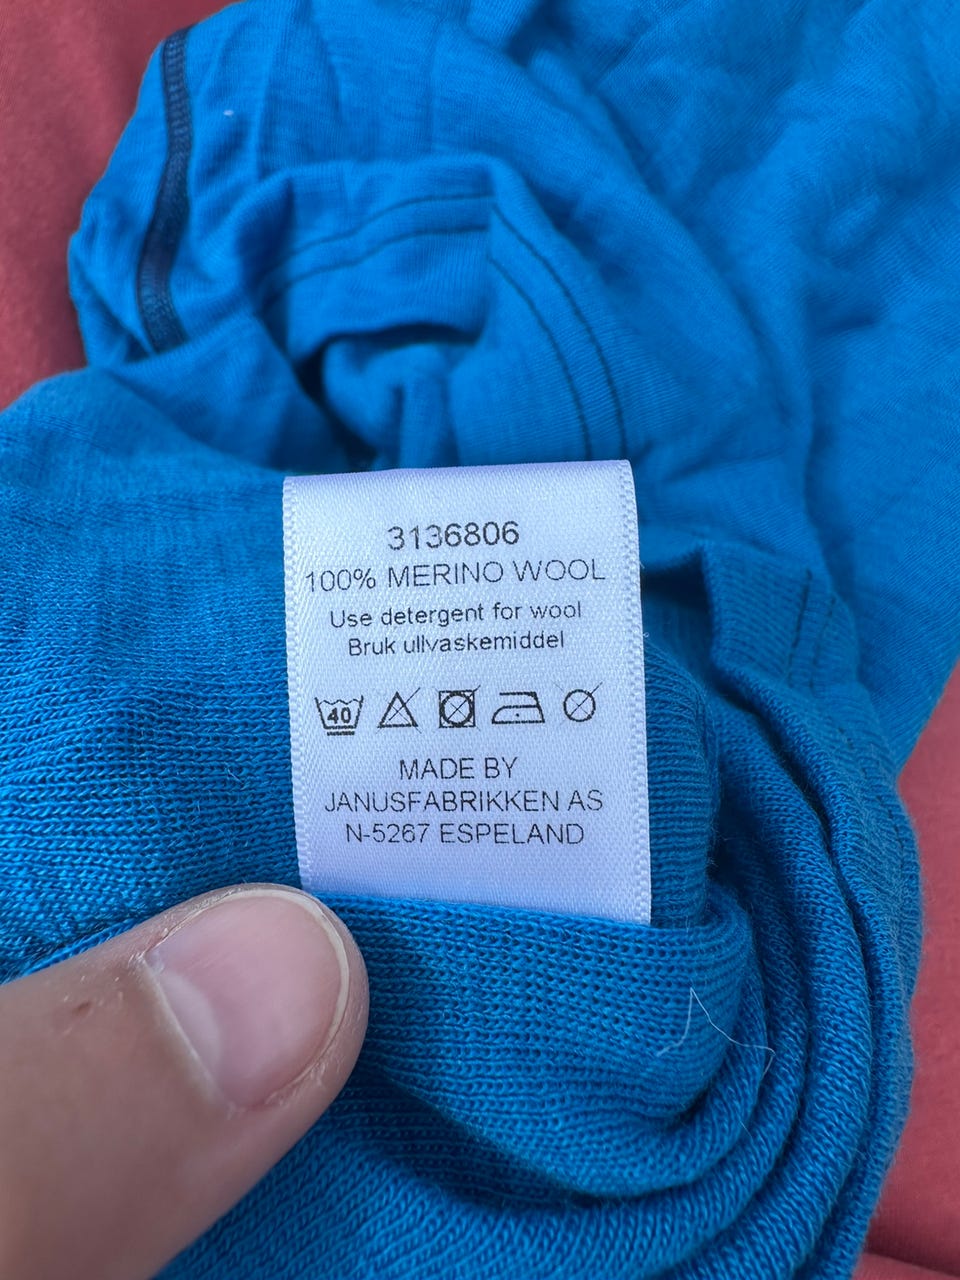 3136806
100% MERINO WOOL
Use detergent for wool
Bruk ullvaskemiddel
40
MADE BY
JANUSFABRIKKEN AS
N-5267 ESPELAND